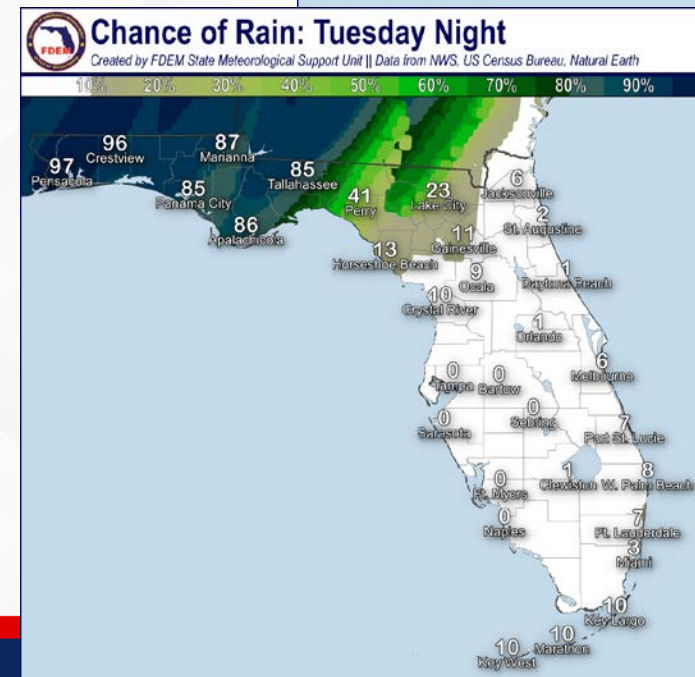 FDEM
Chance of Rain: Tuesday Night
Created by FDEM State Meteorological Support Unit || Data from NWS, US Census Bureau, Natural Earth
10% 20% 30% 40% 50% 60% 70% 80% 90%
96
Crestview
87
Marianna
97
Pensacola
85
Tallahassee
85
Panama City
86
Apalachicola
41
Perry
23
Lake City
6
Jacksonville
2
St. Augustine
11
Gainesville
13
Horseshoe Beach
9
Ocala
1
Daytona Beach
10
Crystal River
1
Orlando
6
Melbourne
0
Tampa
0
Bartow
0
Sebring
0
Sarasota
7
Port St. Lucie
0
Ft. Myers
1
Clewiston
8
W. Palm Beach
0
Naples
7
Ft. Lauderdale
3
Miami
10
Key Largo
10
Marathon
10
Key West